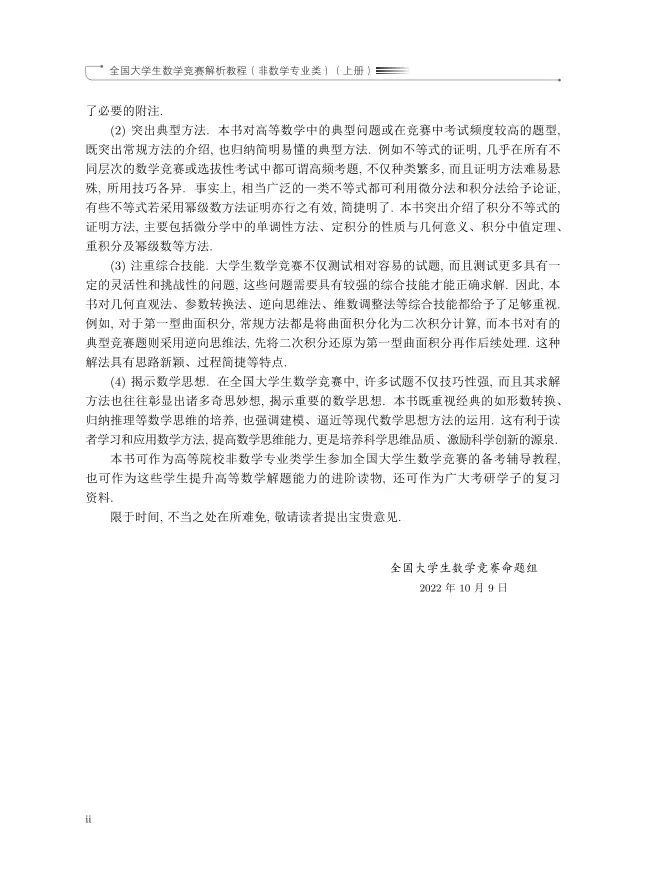 全国大学生数学竞赛解析教程（非数学专业类）（上册）
了必要的附注.
(2) 突出典型方法. 本书对高等数学中的典型问题或在竞赛中考试频度较高的题型,
既突出常规方法的介绍, 也归纳简明易懂的典型方法. 例如不等式的证明, 几乎在所有不
同层次的数学竞赛或选拔性考试中都可谓高频考题, 不仅种类繁多, 而且证明方法难易悬
殊, 所用技巧各异. 事实上, 相当广泛的一类不等式都可利用微分法和积分法给予论证,
有些不等式若采用幂级数方法证明亦行之有效, 简捷明了. 本书突出介绍了积分不等式的
证明方法, 主要包括微分学中的单调性方法、定积分的性质与几何意义、积分中值定理、
重积分及幂级数等方法.
(3) 注重综合技能. 大学生数学竞赛不仅测试相对容易的试题, 而且测试更多具有一
定的灵活性和挑战性的问题, 这些问题需要具有较强的综合技能才能正确求解. 因此, 本
书对几何直观法、参数转换法、逆向思维法、维数调整法等综合技能都给予了足够重视.
例如, 对于第一型曲面积分, 常规方法都是将曲面积分化为二次积分计算, 而本书对有的
典型竞赛题则采用逆向思维法, 先将二次积分还原为第一型曲面积分再作后续处理. 这种
解法具有思路新颖、过程简捷等特点.
(4) 揭示数学思想. 在全国大学生数学竞赛中, 许多试题不仅技巧性强, 而且其求解
方法也往往彰显出诸多奇思妙想, 揭示重要的数学思想. 本书既重视经典的如形数转换、
归纳推理等数学思维的培养, 也强调建模、逼近等现代数学思想方法的运用. 这有利于读
者学习和应用数学方法, 提高数学思维能力, 更是培养科学思维品质、激励科学创新的源泉.
本书可作为高等院校非数学专业类学生参加全国大学生数学竞赛的备考辅导教程,
也可作为这些学生提升高等数学解题能力的进阶读物, 还可作为广大考研学子的复习
资料.
限于时间, 不当之处在所难免, 敬请读者提出宝贵意见.
全国大学生数学竞赛命题组
2022 年 10 月 9 日
ii